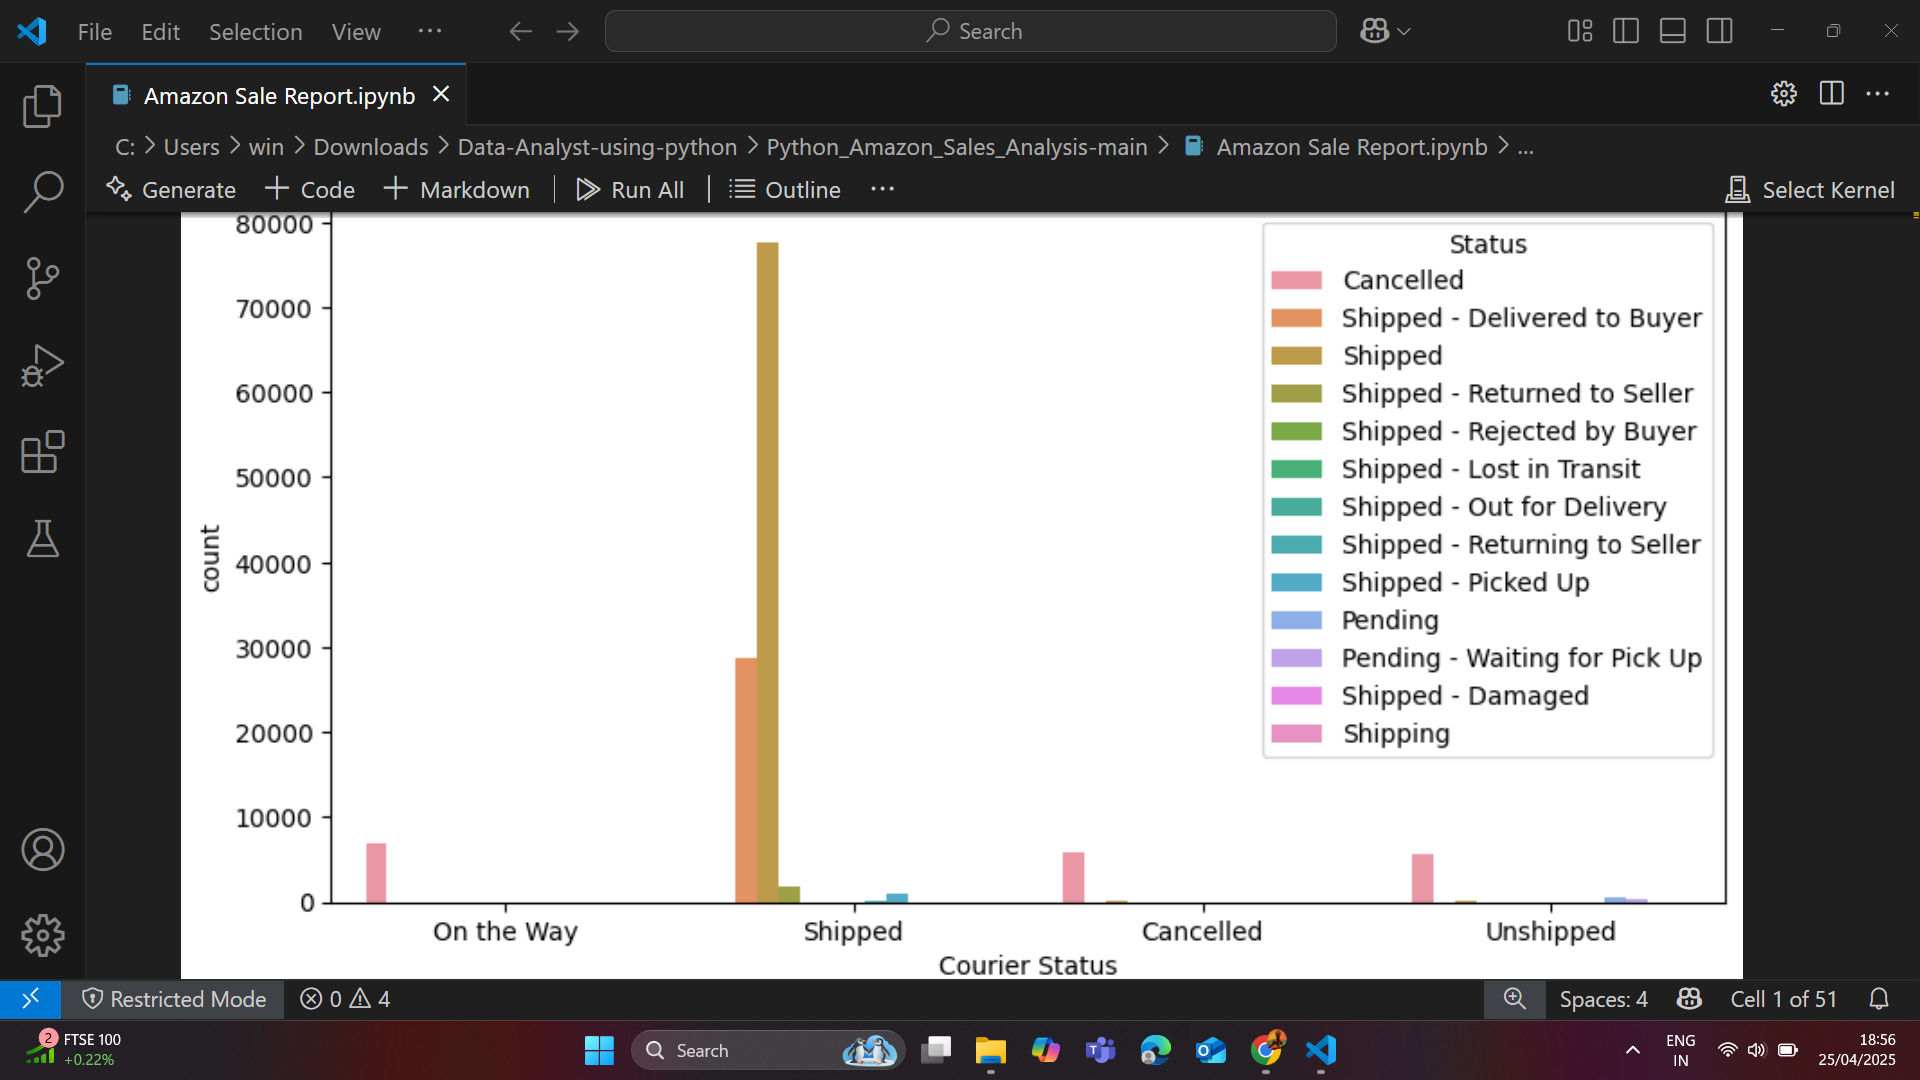 File Edit Selection View ...
Search
Amazon Sale Report.ipynb
C: > Users > win > Downloads > Data-Analyst-using-python > Python_Amazon_Sales_Analysis-main > Amazon Sale Report.ipynb > ...
Generate + Code + Markdown | Run All | Outline ...
Select Kernel
80000
70000
60000
50000
40000
30000
20000
10000
0
count
Status
Cancelled
Shipped - Delivered to Buyer
Shipped
Shipped - Returned to Seller
Shipped - Rejected by Buyer
Shipped - Lost in Transit
Shipped - Out for Delivery
Shipped - Returning to Seller
Shipped - Picked Up
Pending
Pending - Waiting for Pick Up
Shipped - Damaged
Shipping
On the Way Shipped Cancelled Unshipped
Courier Status
Restricted Mode 0 4
Spaces: 4 Cell 1 of 51
2 FTSE 100
+0.22%
Search
ENG
IN
18:56
25/04/2025